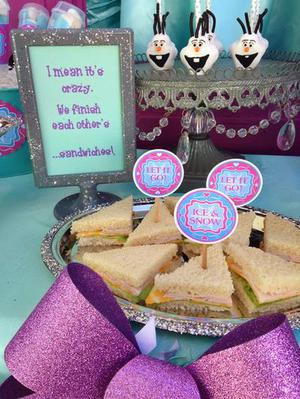 I mean it's
crazy.
We finish
each other's
...sandwiches!
LET IT
GO!
LET IT
GO!
ICE &
SNOW